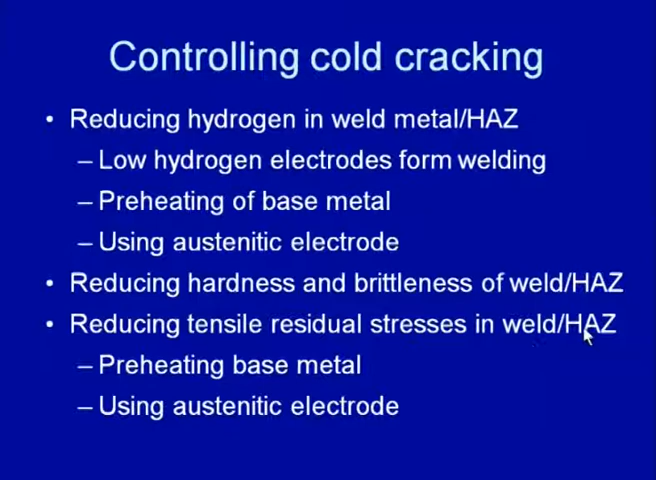 Controlling cold cracking
• Reducing hydrogen in weld metal/HAZ
– Low hydrogen electrodes form welding
– Preheating of base metal
– Using austenitic electrode
• Reducing hardness and brittleness of weld/HAZ
• Reducing tensile residual stresses in weld/HAZ
– Preheating base metal
– Using austenitic electrode